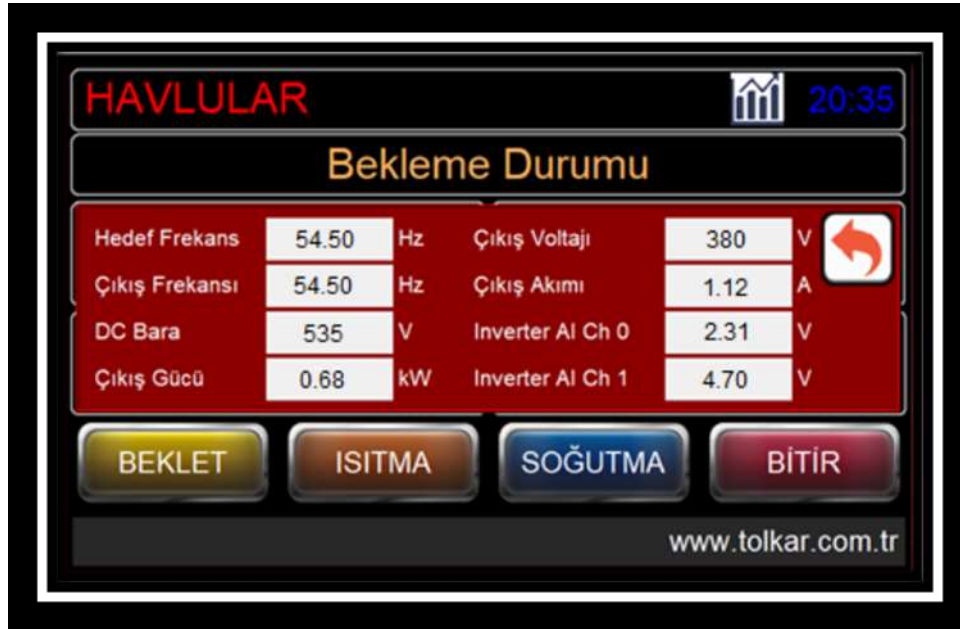 HAVLULAR 20:35
Bekleme Durumu
Hedef Frekans 54.50 Hz Çıkış Voltajı 380 V
Çıkış Frekansı 54.50 Hz Çıkış Akımı 1.12 A
DC Bara 535 V Inverter AI Ch 0 2.31 V
Çıkış Gücü 0.68 kW Inverter AI Ch 1 4.70 V
BEKLET ISITMA SOĞUTMA BİTİR
www.tolkar.com.tr